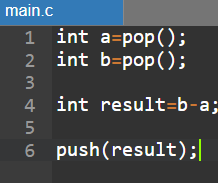 main.c
1 int a=pop();
2 int b=pop();
3
4 int result=b-a;
5
6 push(result);